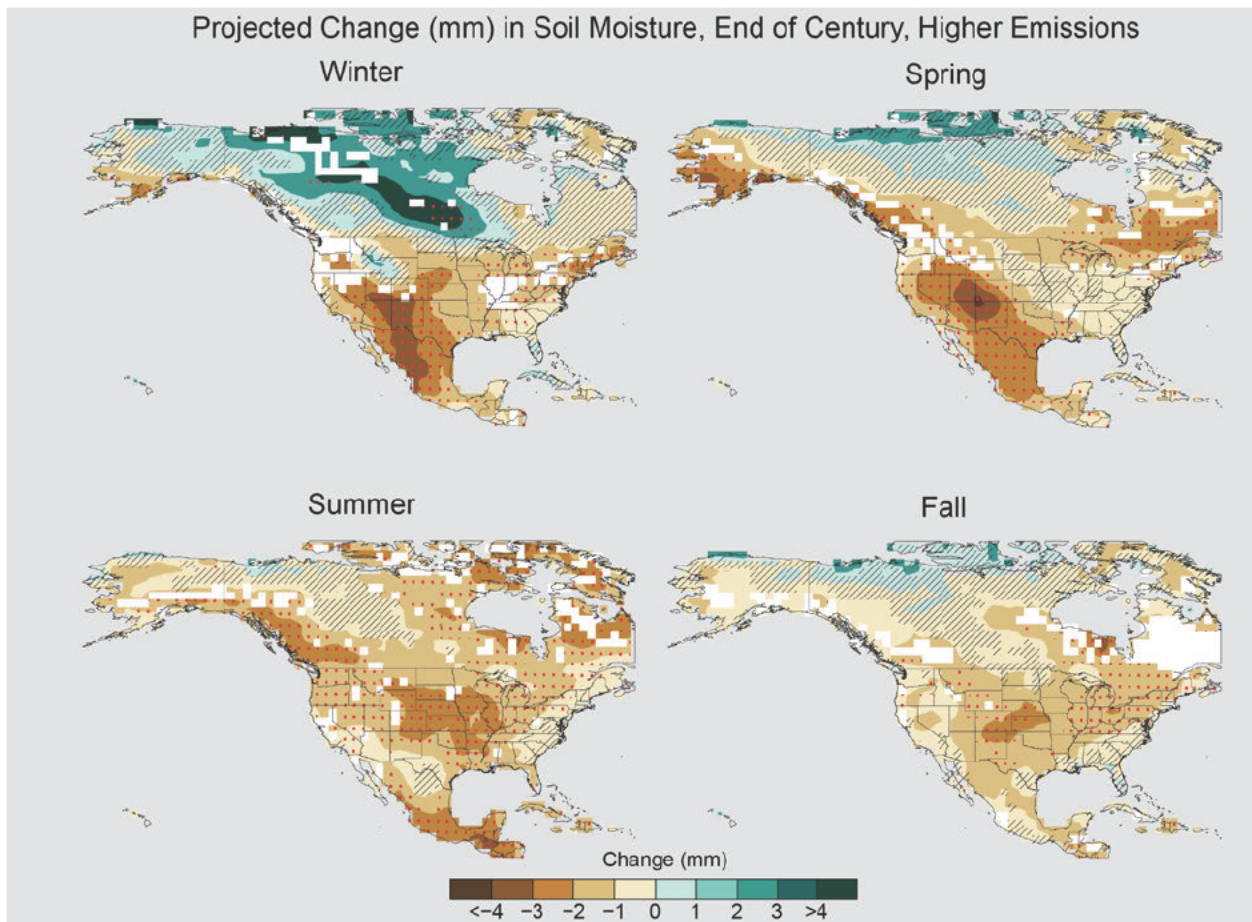 Projected Change (mm) in Soil Moisture, End of Century, Higher Emissions
Winter
Spring
Summer
Fall
Change (mm)
<−4 −3 −2 −1 0 1 2 3 >4